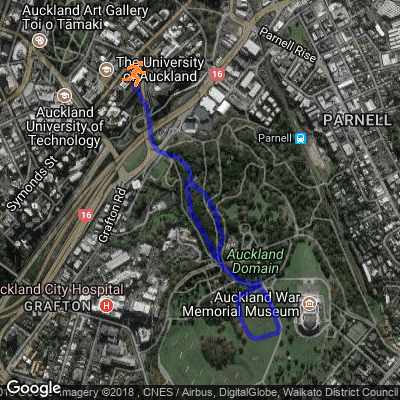 Auckland Art Gallery
Toi o Tāmaki
Parnell Rise
The University
of Auckland
16
Auckland
University of
Technology
PARNELL
Parnell
Symonds St
Grafton Rd
16
Auckland
Domain
Auckland City Hospital
GRAFTON
H
Auckland War
Memorial Museum
Google
Imagery ©2018 , CNES / Airbus, DigitalGlobe, Waikato District Council